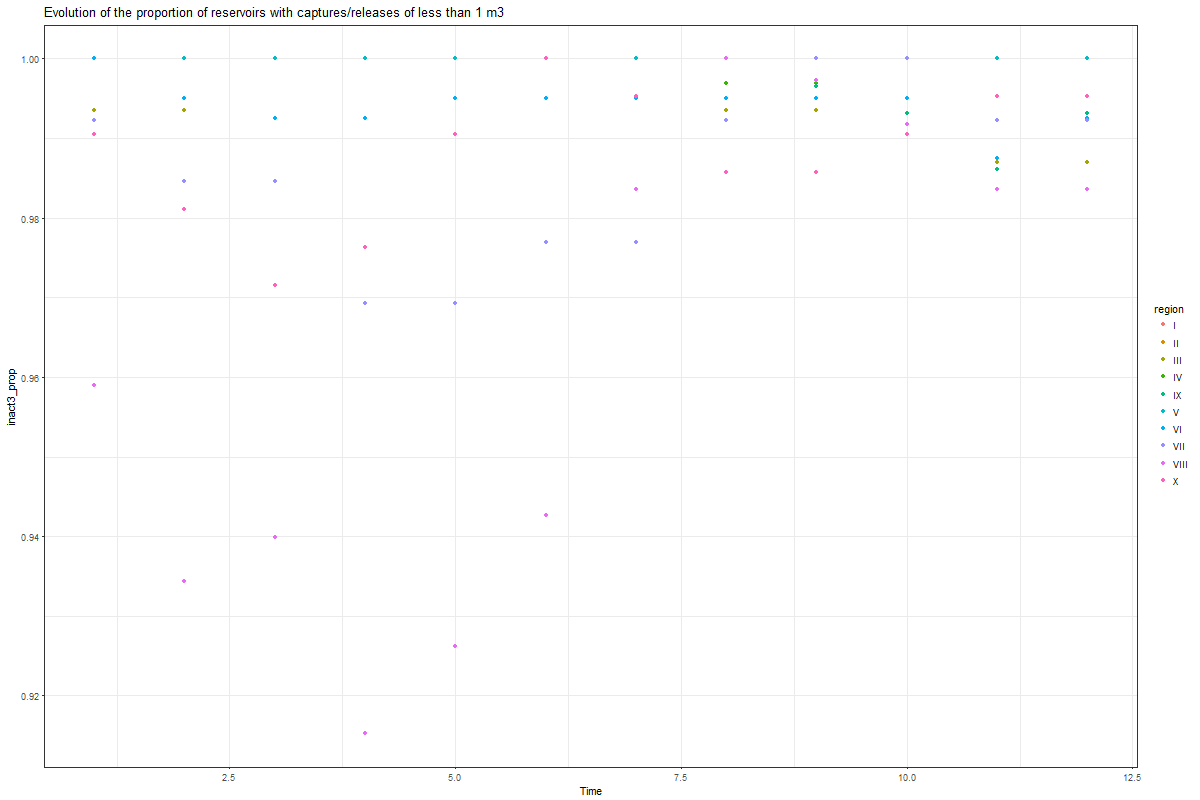 Evolution of the proportion of reservoirs with captures/releases of less than 1 m3
1.00
0.98
0.96
0.94
0.92
inact3_prop
2.5
5.0
7.5
10.0
12.5
Time
region
I
II
III
IV
IX
V
VI
VII
VIII
X